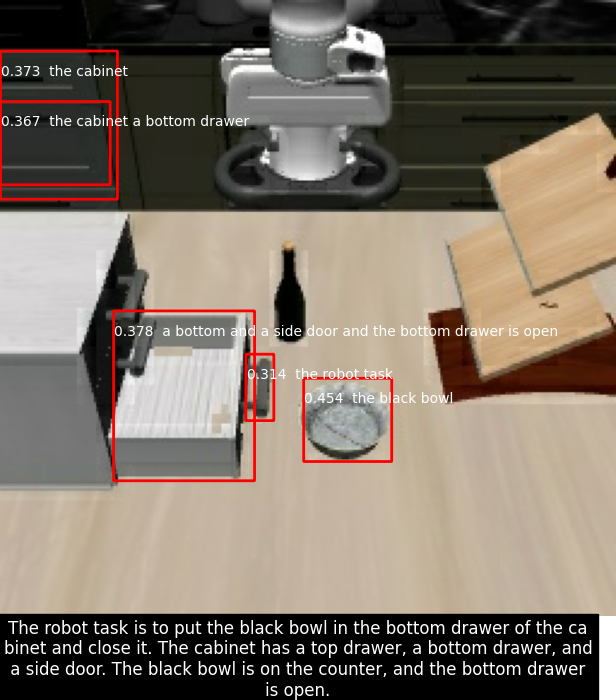 0.373 the cabinet
0.367 the cabinet a bottom drawer
0.378 a bottom and a side door and the bottom drawer is open
0.314 the robot task
0.454 the black bowl
The robot task is to put the black bowl in the bottom drawer of the ca
binet and close it. The cabinet has a top drawer, a bottom drawer, and
a side door. The black bowl is on the counter, and the bottom drawer
is open.